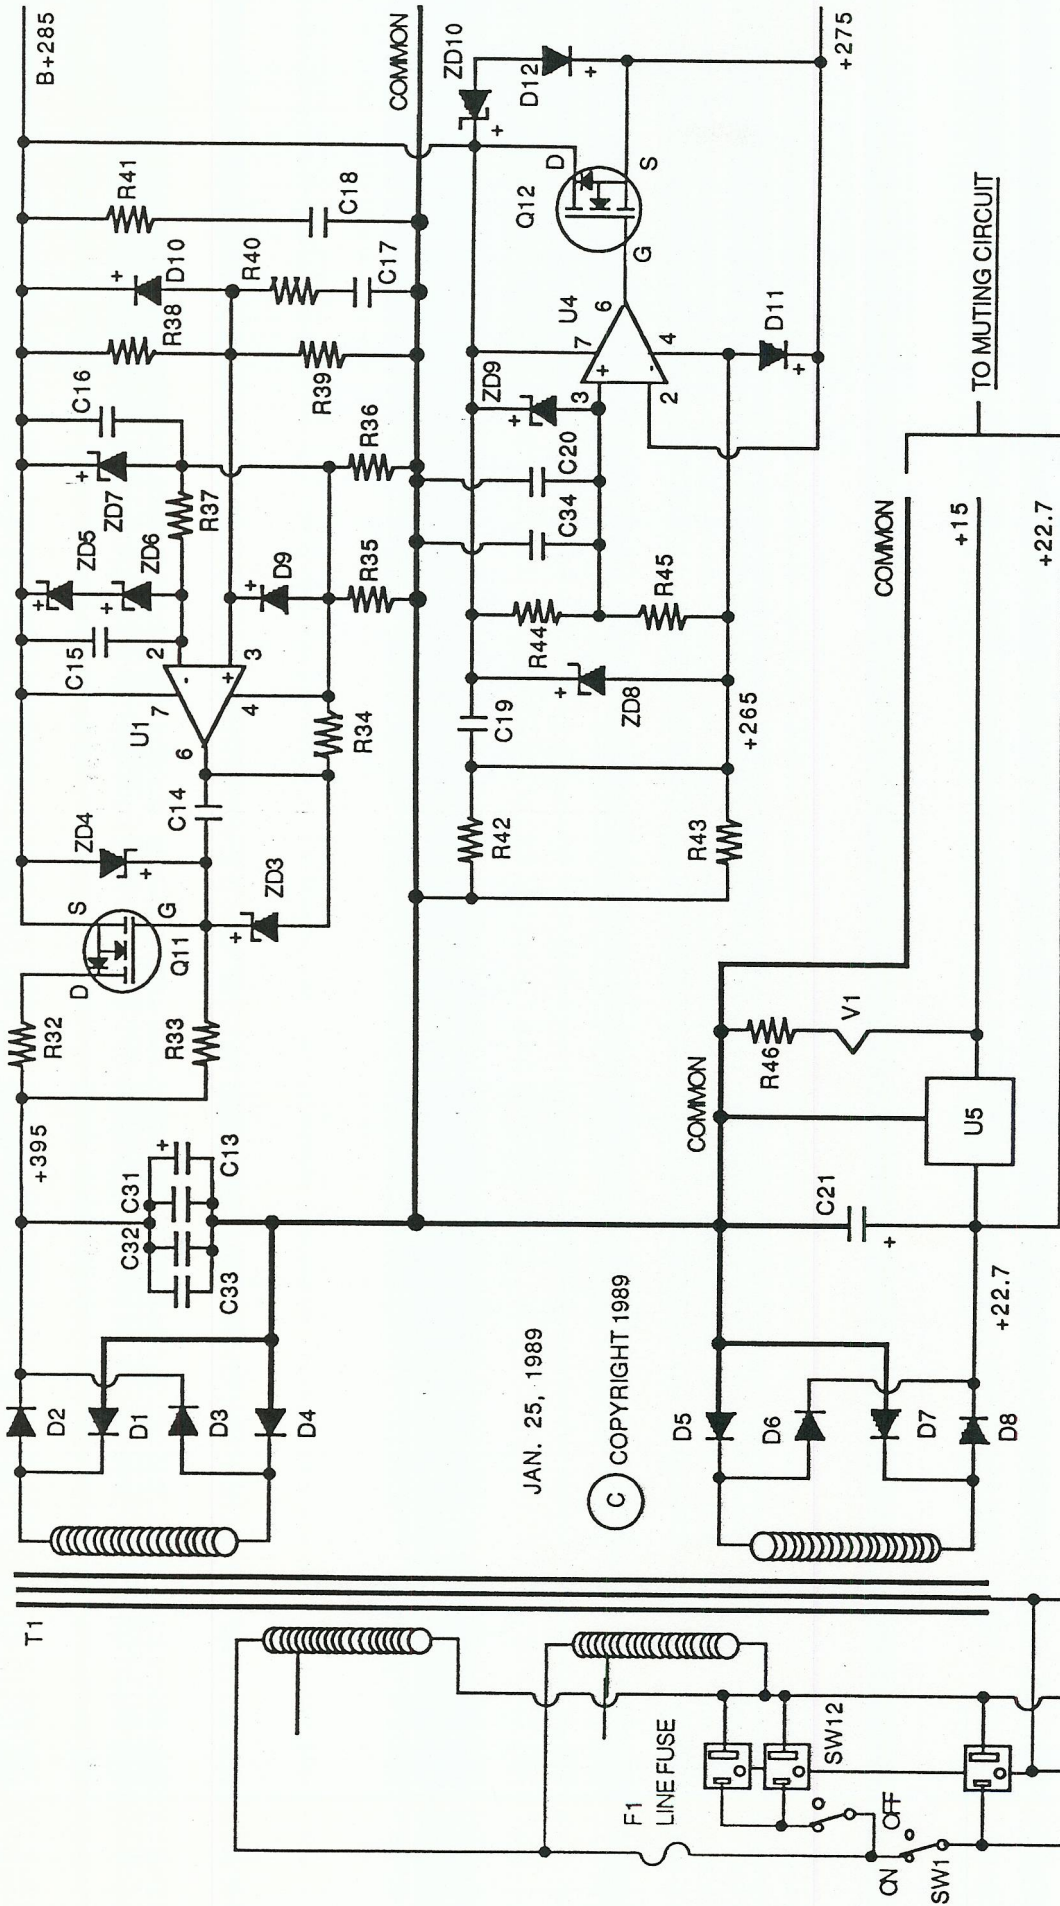 T1
F1
LINE FUSE
SW12
ON
OFF
SW1
D2
D1
D3
D4
+395
C32
C31
C33
C13
+
R32
R33
D
S
G
Q11
ZD4
+
ZD3
+
C14
U1
6
7
4
2
3
-
+
R34
C15
ZD5
+
ZD6
+
ZD7
+
C16
R37
D9
+
R35
R36
R38
R39
D10
+
R40
C17
R41
C18
B+285
COMMON
R42
R43
C19
+265
ZD8
+
R44
R45
C34
C20
ZD9
+
U4
3
2
7
4
6
+
-
D11
+
Q12
D
S
G
ZD10
+
D12
+
+275
JAN. 25, 1989
C COPYRIGHT 1989
D5
D6
D7
D8
+22.7
C21
+
COMMON
U5
R46
V1
COMMON
+15
+22.7
TO MUTING CIRCUIT